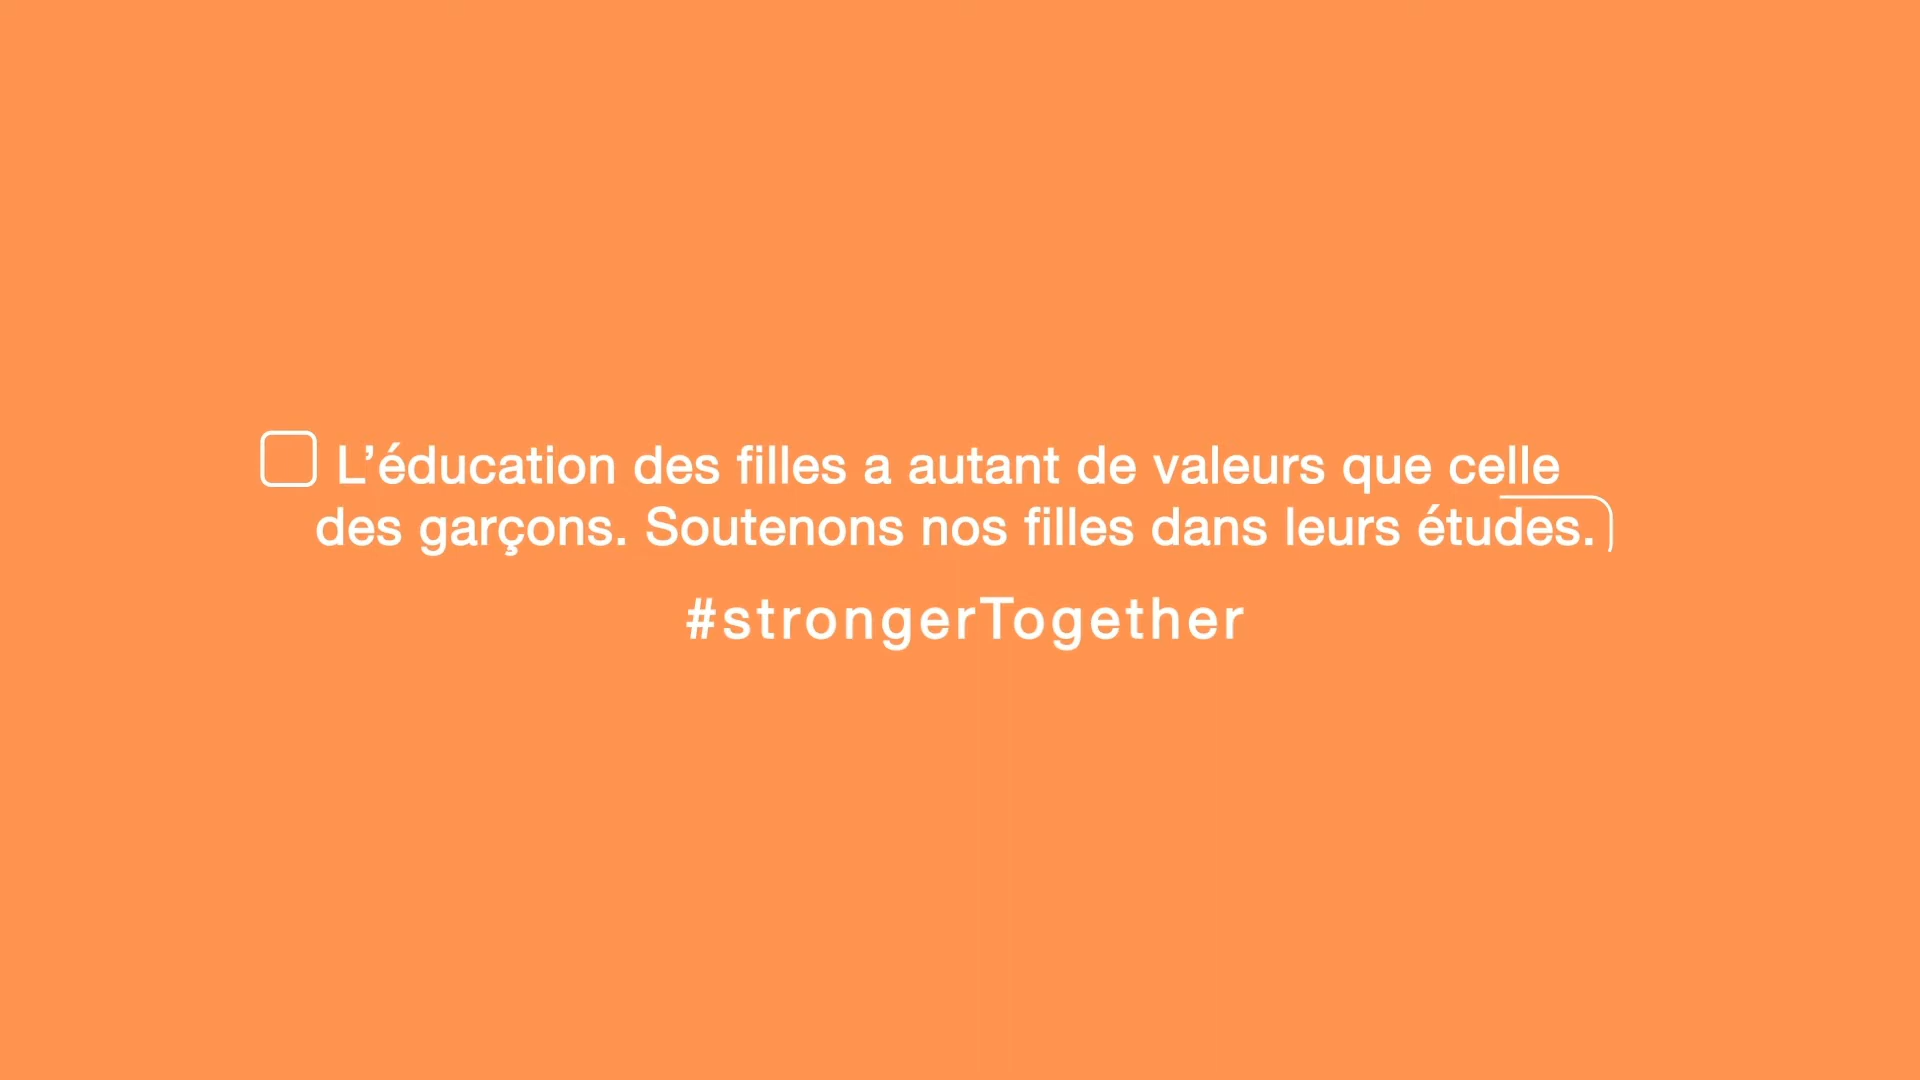 L’éducation des filles a autant de valeurs que celle
des garçons. Soutenons nos filles dans leurs études.
#strongerTogether